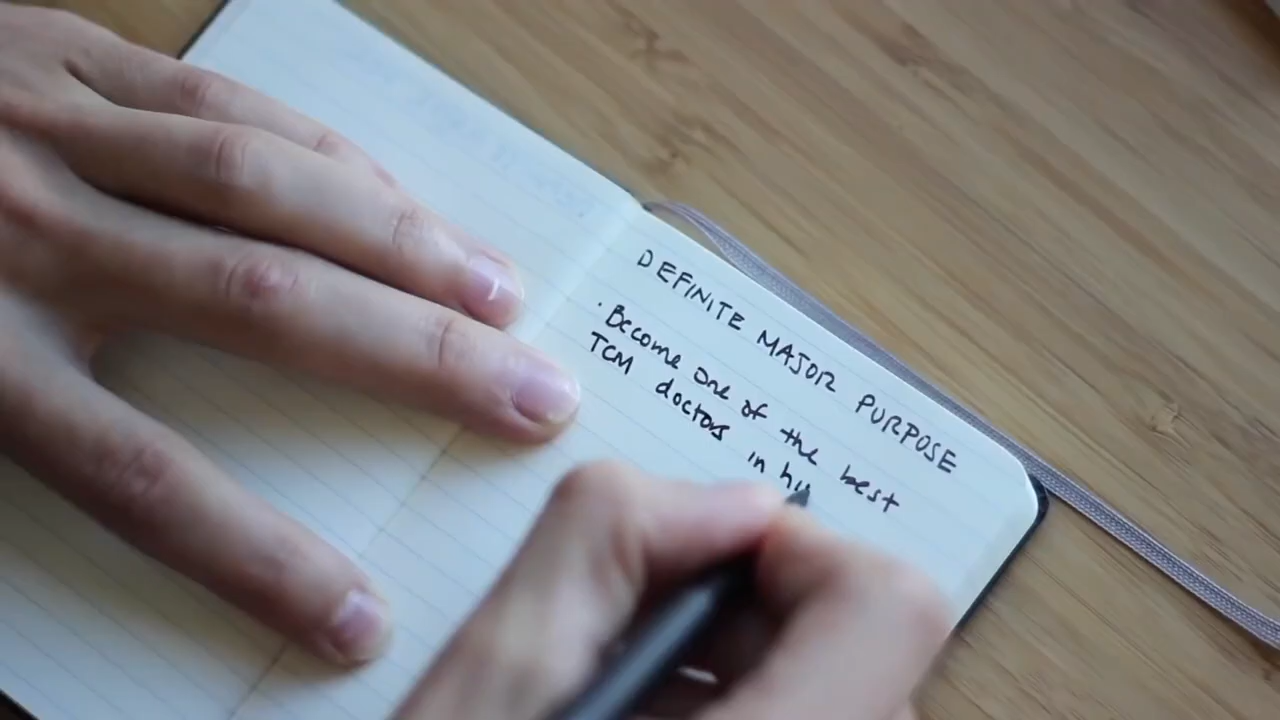 DEFINITE MAJOR PURPOSE
· Become one of the best
TCM doctors in